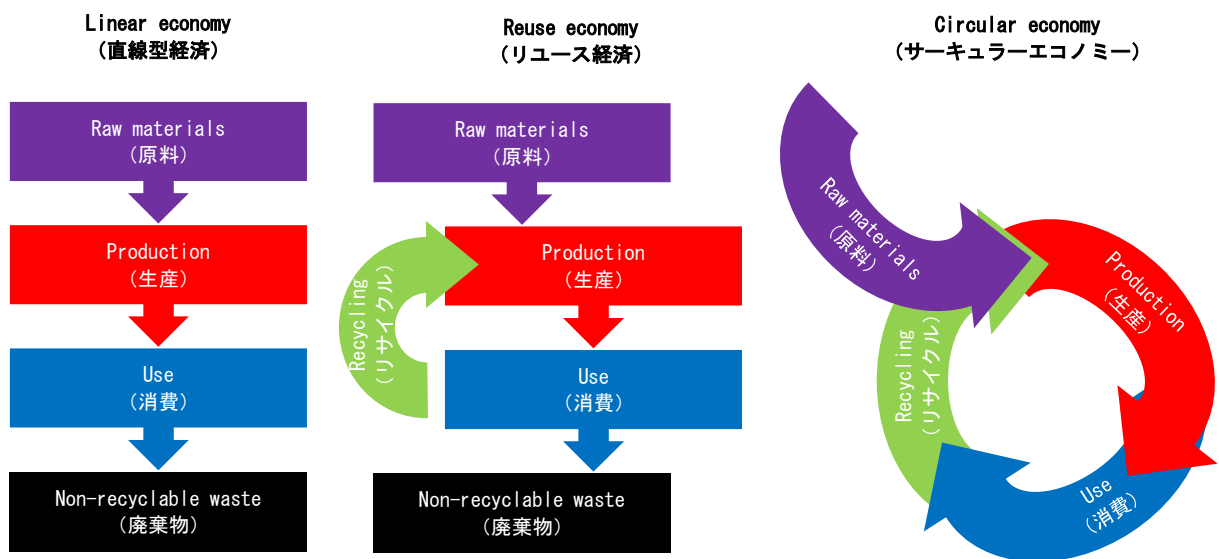 Linear economy
（直線型経済）
Raw materials
（原料）
Production
（生産）
Use
（消費）
Non-recyclable waste
（廃棄物）
Reuse economy
（リユース経済）
Raw materials
（原料）
Production
（生産）
Recycling
（リサイクル）
Use
（消費）
Non-recyclable waste
（廃棄物）
Circular economy
（サーキュラーエコノミー）
Raw materials
（原料）
Production
（生産）
Use
（消費）
Recycling
（リサイクル）